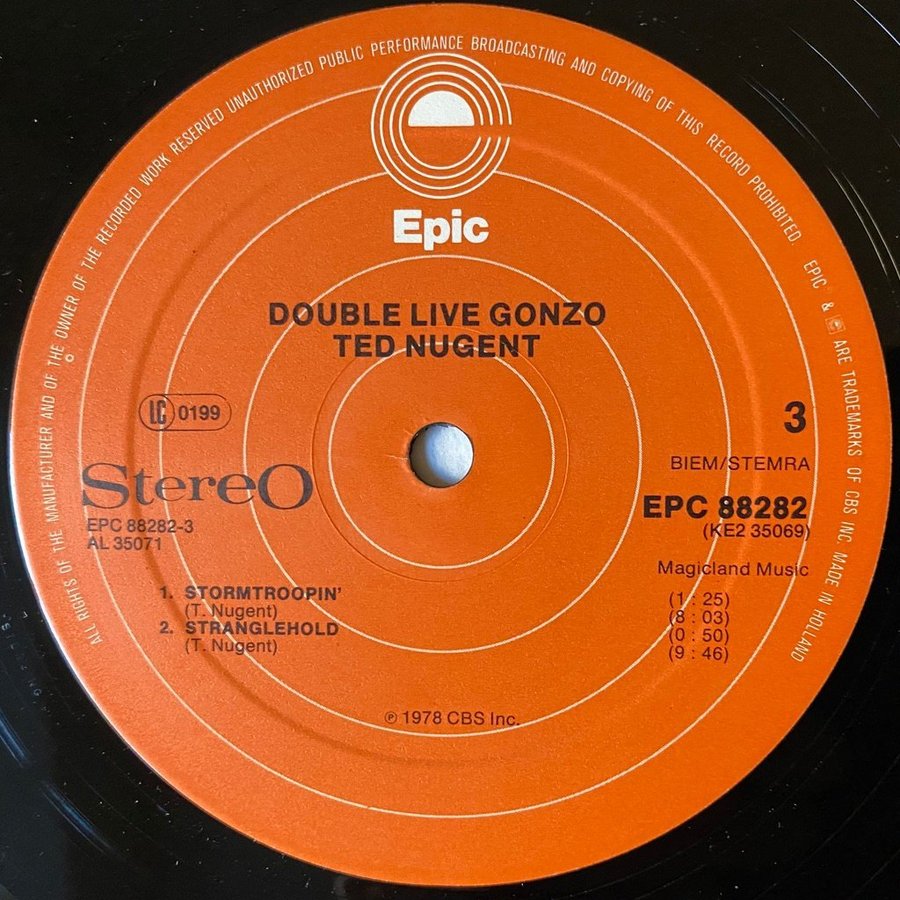 ALL RIGHTS OF THE MANUFACTURER AND OF THE OWNER OF THE RECORDED WORK RESERVED UNAUTHORIZED PUBLIC PERFORMANCE BROADCASTING AND COPYING OF THIS RECORD PROHIBITED. EPIC & ARE TRADEMARKS OF CBS INC. MADE IN HOLLAND
Epic
DOUBLE LIVE GONZO
TED NUGENT
LC 0199
3
BIEM/STEMRA
Stereo
EPC 88282
EPC 88282-3
(KE2 35069)
AL 35071
Magicland Music
1. STORMTROOPIN' (1 : 25)
(T. Nugent) (8 : 03)
2. STRANGLEHOLD (0 : 50)
(T. Nugent) (9 : 46)
℗ 1978 CBS Inc.